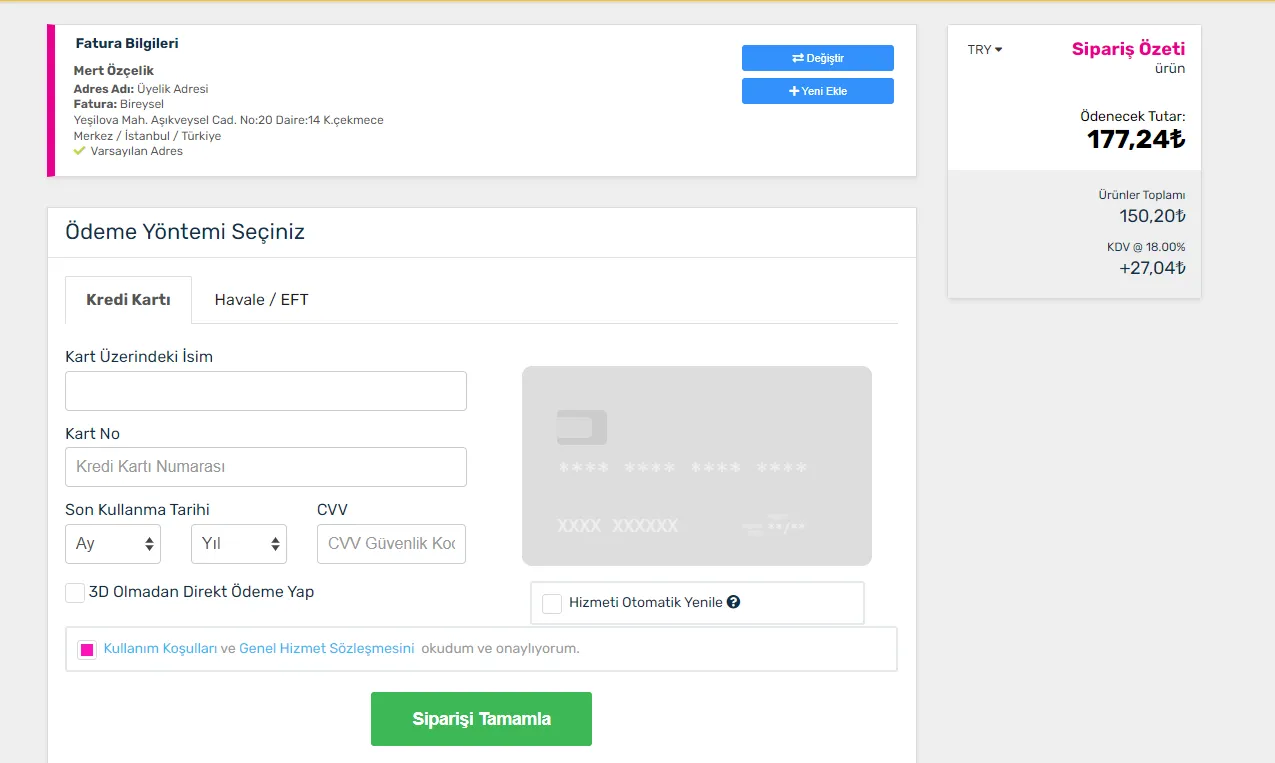 Fatura Bilgileri
Mert Özçelik
Adres Adı: Üyelik Adresi
Fatura: Bireysel
Yeşilova Mah. Aşıkveysel Cad. No:20 Daire:14 K.çekmece
Merkez / İstanbul / Türkiye
Varsayılan Adres
Değiştir
Yeni Ekle
TRY
Sipariş Özeti
ürün
Ödenecek Tutar:
177,24₺
Ürünler Toplamı
150,20₺
KDV @ 18.00%
+27,04₺
Ödeme Yöntemi Seçiniz
Kredi Kartı
Havale / EFT
Kart Üzerindeki İsim
Kart No
Kredi Kartı Numarası
Son Kullanma Tarihi
CVV
Ay
Yıl
CVV Güvenlik Koc
**** **** **** ****
XXXX XXXXXX
**/**
3D Olmadan Direkt Ödeme Yap
Hizmeti Otomatik Yenile
Kullanım Koşulları ve Genel Hizmet Sözleşmesini okudum ve onaylıyorum.
Siparişi Tamamla